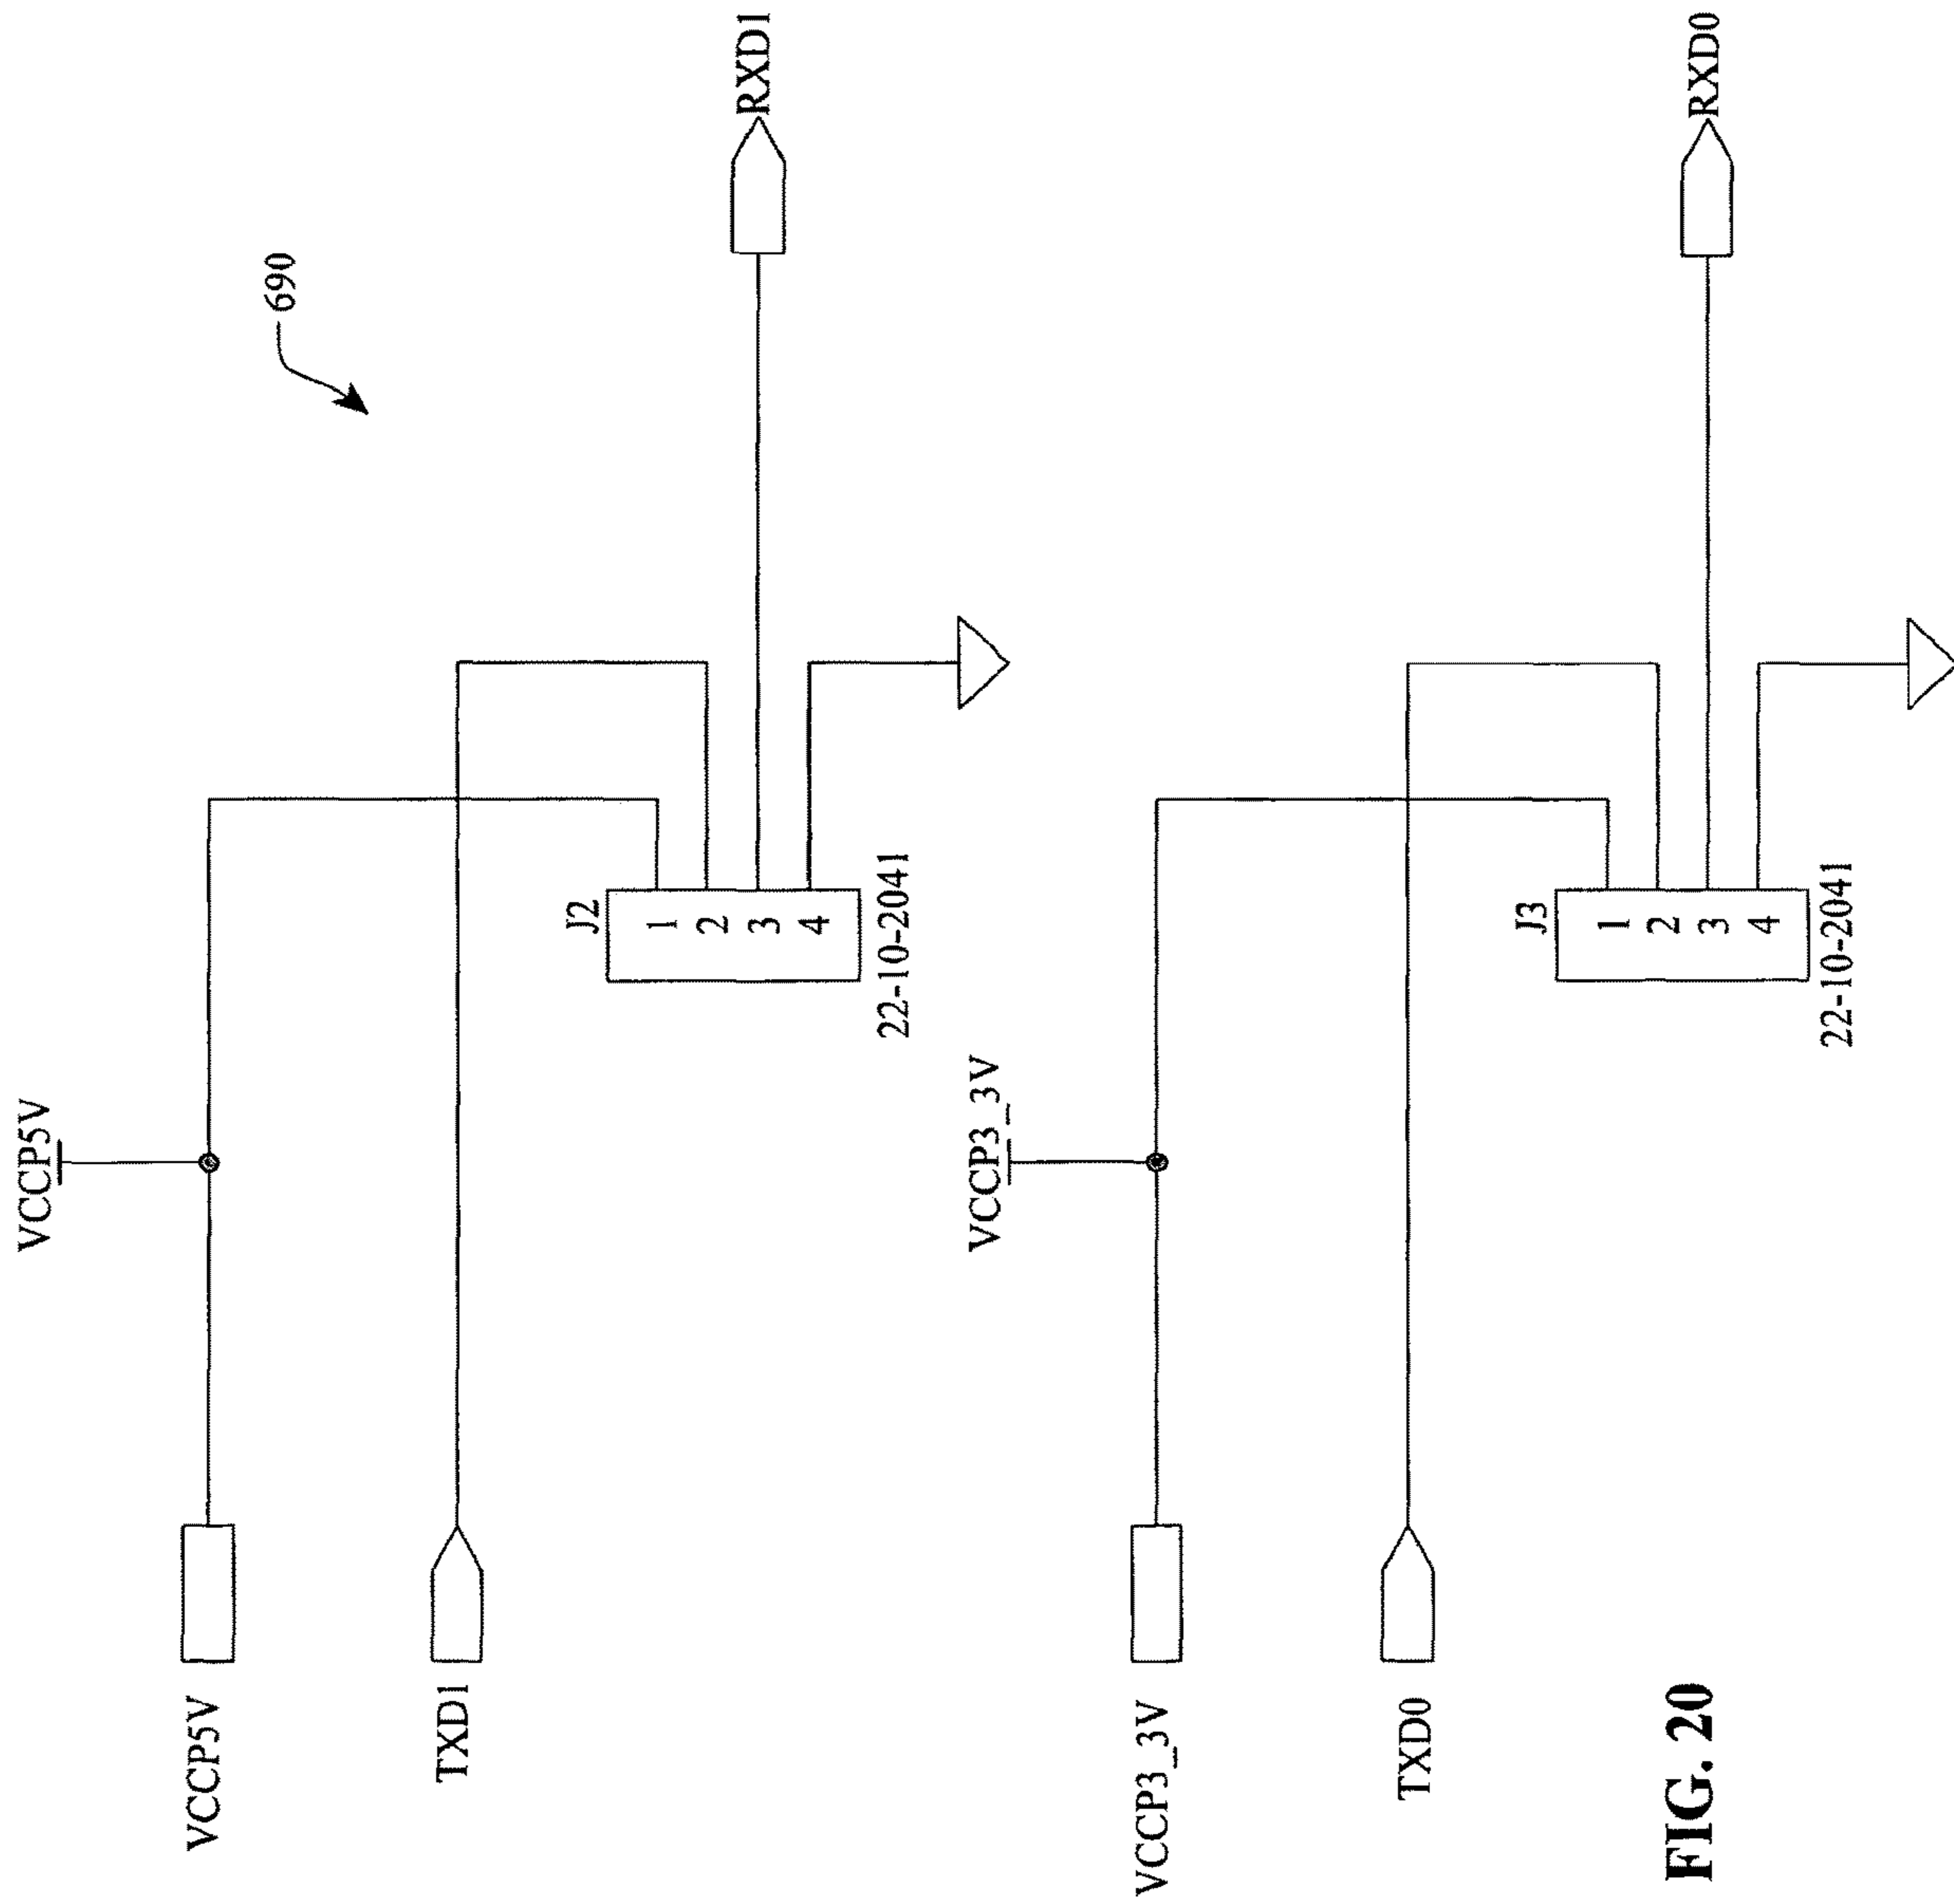 690
VCCP5V
VCCP5V
TXD1
RXD1
J2
1
2
3
4
22-10-2041
VCCP3_3V
VCCP3_3V
TXD0
RXD0
J3
1
2
3
4
22-10-2041
FIG. 20